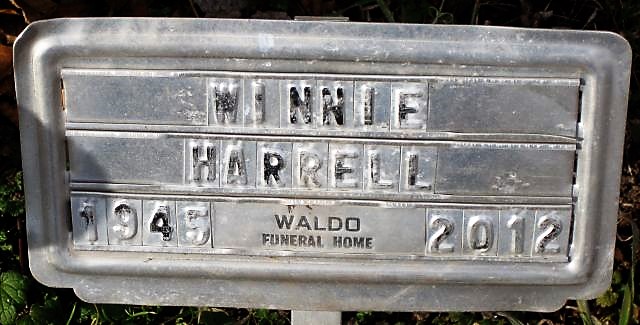 WINNIE
HARRELL
1945 WALDO 2012
FUNERAL HOME